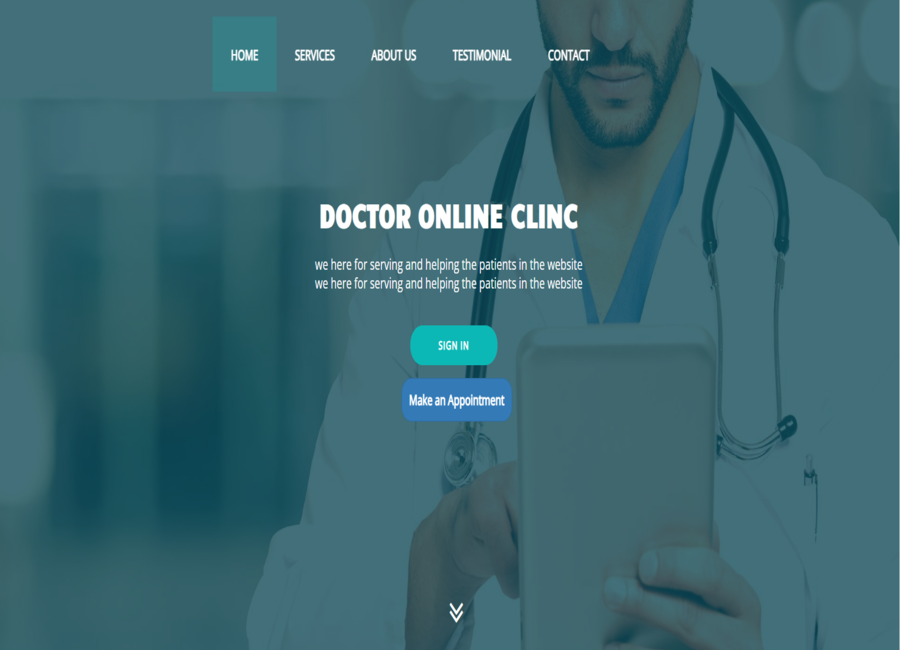 HOME SERVICES ABOUT US TESTIMONIAL CONTACT
DOCTOR ONLINE CLINC
we here for serving and helping the patients in the website
we here for serving and helping the patients in the website
SIGN IN
Make an Appointment